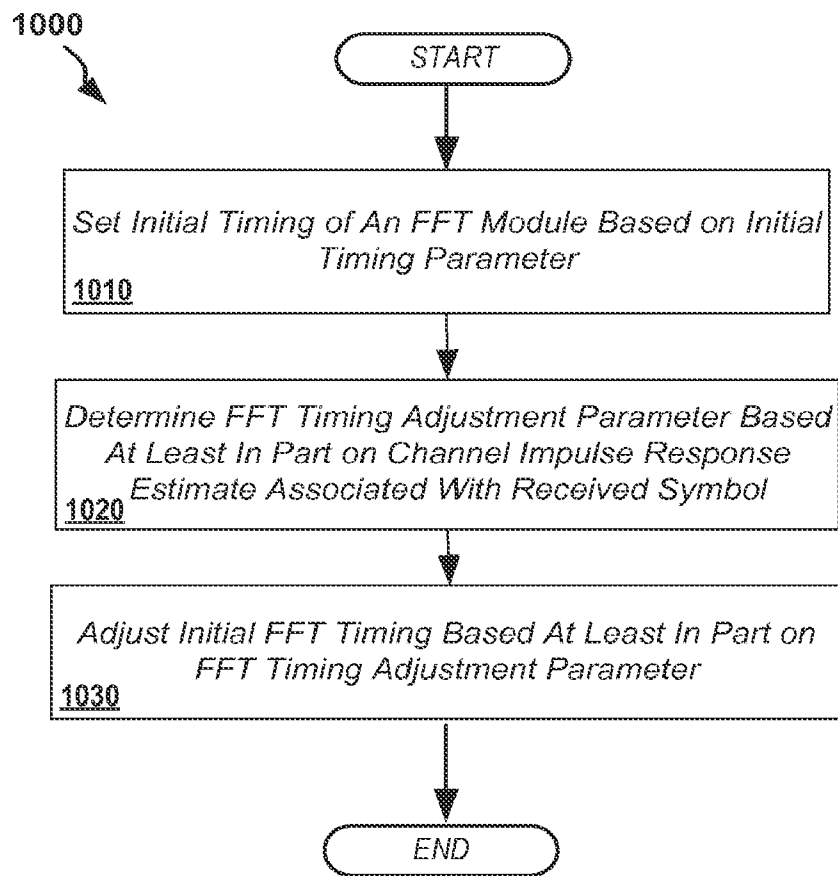 1000
START
Set Initial Timing of An FFT Module Based on Initial
Timing Parameter
1010
Determine FFT Timing Adjustment Parameter Based
At Least In Part on Channel Impulse Response
Estimate Associated With Received Symbol
1020
Adjust Initial FFT Timing Based At Least In Part on
FFT Timing Adjustment Parameter
1030
END